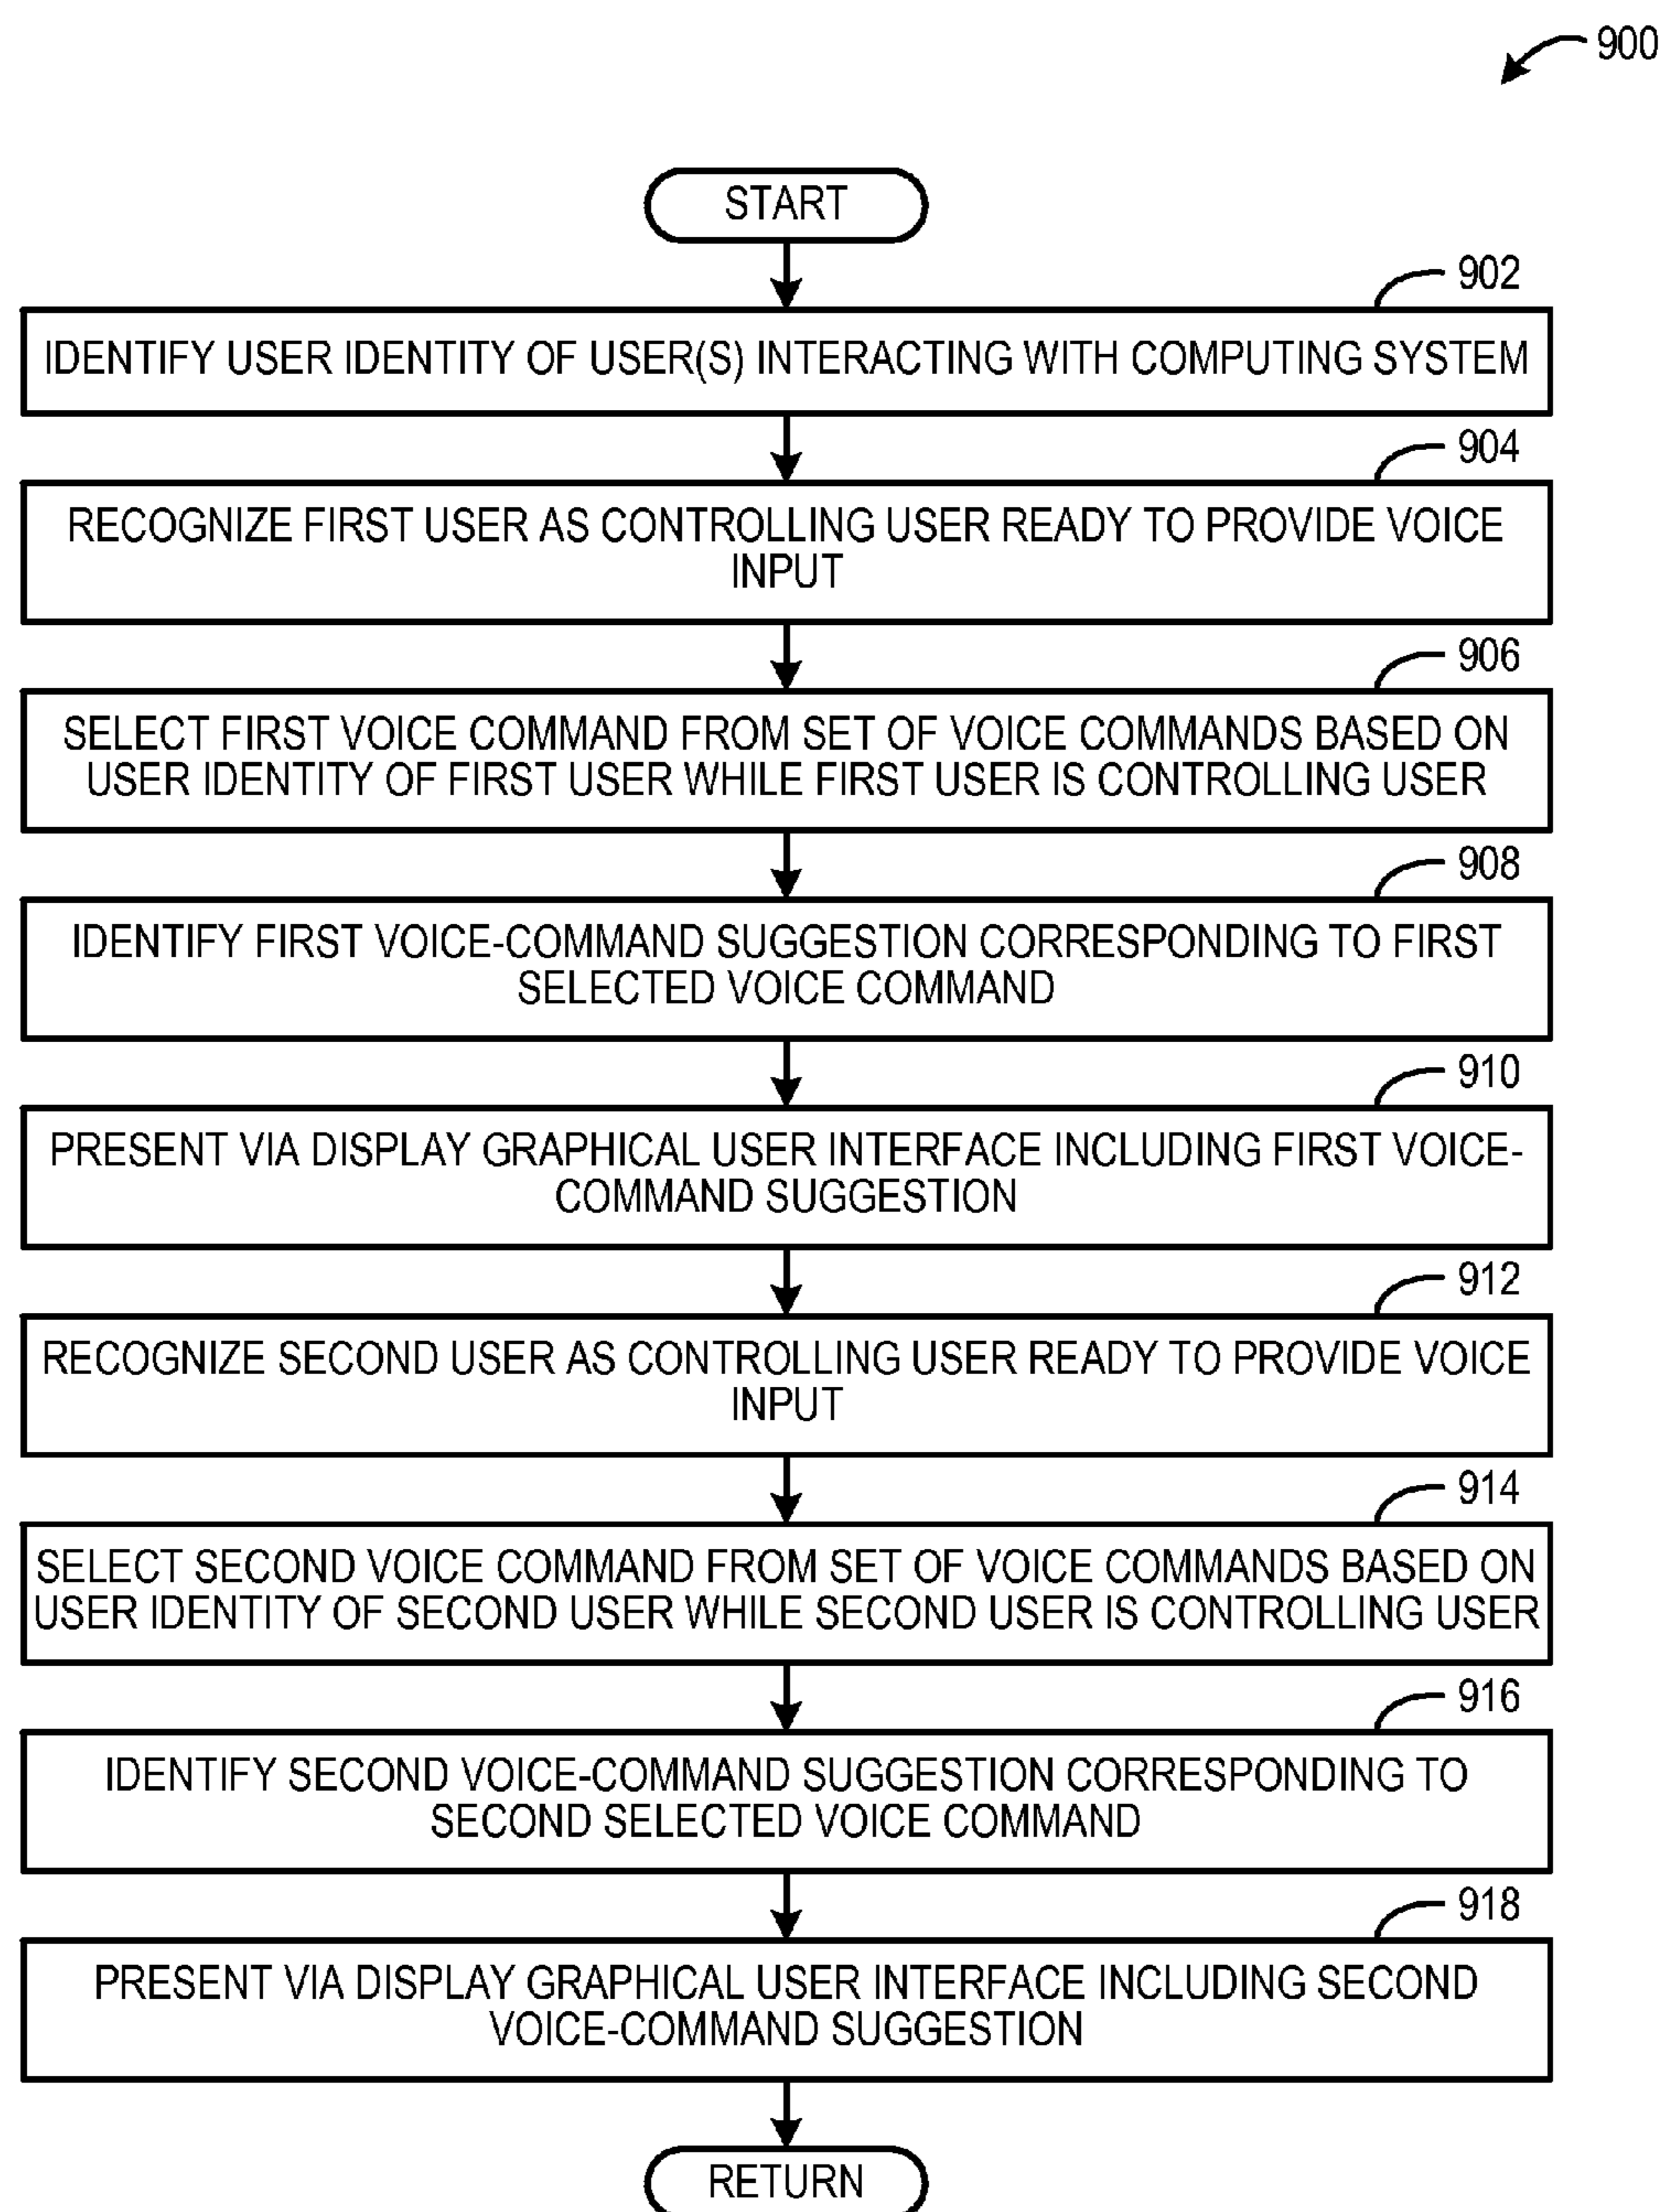 900
START
902
IDENTIFY USER IDENTITY OF USER(S) INTERACTING WITH COMPUTING SYSTEM
904
RECOGNIZE FIRST USER AS CONTROLLING USER READY TO PROVIDE VOICE
INPUT
906
SELECT FIRST VOICE COMMAND FROM SET OF VOICE COMMANDS BASED ON
USER IDENTITY OF FIRST USER WHILE FIRST USER IS CONTROLLING USER
908
IDENTIFY FIRST VOICE-COMMAND SUGGESTION CORRESPONDING TO FIRST
SELECTED VOICE COMMAND
910
PRESENT VIA DISPLAY GRAPHICAL USER INTERFACE INCLUDING FIRST VOICE-
COMMAND SUGGESTION
912
RECOGNIZE SECOND USER AS CONTROLLING USER READY TO PROVIDE VOICE
INPUT
914
SELECT SECOND VOICE COMMAND FROM SET OF VOICE COMMANDS BASED ON
USER IDENTITY OF SECOND USER WHILE SECOND USER IS CONTROLLING USER
916
IDENTIFY SECOND VOICE-COMMAND SUGGESTION CORRESPONDING TO
SECOND SELECTED VOICE COMMAND
918
PRESENT VIA DISPLAY GRAPHICAL USER INTERFACE INCLUDING SECOND
VOICE-COMMAND SUGGESTION
RETURN